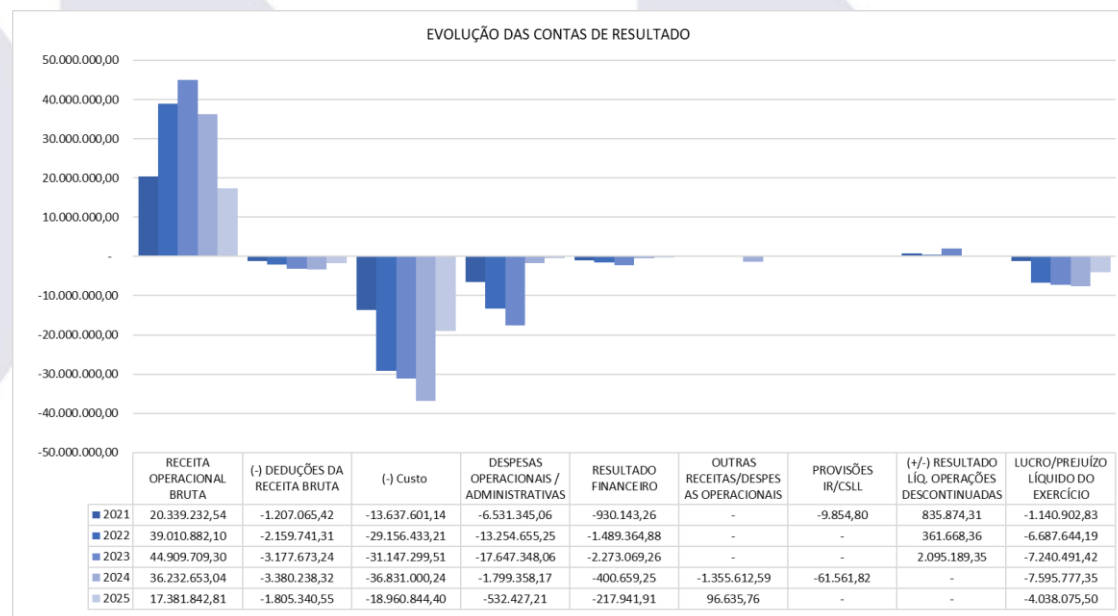 EVOLUÇÃO DAS CONTAS DE RESULTADO
50.000.000,00
40.000.000,00
30.000.000,00
20.000.000,00
10.000.000,00
-
-10.000.000,00
-20.000.000,00
-30.000.000,00
-40.000.000,00
-50.000.000,00
RECEITA OPERACIONAL BRUTA
(-) DEDUÇÕES DA RECEITA BRUTA
(-) Custo
DESPESAS OPERACIONAIS / ADMINISTRATIVAS
RESULTADO FINANCEIRO
OUTRAS RECEITAS/DESPES AS OPERACIONAIS
PROVISÕES IR/CSLL
(+/-) RESULTADO LÍQ. OPERAÇÕES DESCONTINUADAS
LUCRO/PREJUÍZO LÍQUIDO DO EXERCÍCIO
2021 20.339.232,54 -1.207.065,42 -13.637.601,14 -6.531.345,06 -930.143,26 - -9.854,80 835.874,31 -1.140.902,83
2022 39.010.882,10 -2.159.741,31 -29.156.433,21 -13.254.655,25 -1.489.364,88 - - 361.668,36 -6.687.644,19
2023 44.909.709,30 -3.177.673,24 -31.147.299,51 -17.647.348,06 -2.273.069,26 - - 2.095.189,35 -7.240.491,42
2024 36.232.653,04 -3.380.238,32 -36.831.000,24 -1.799.358,17 -400.659,25 -1.355.612,59 -61.561,82 - -7.595.777,35
2025 17.381.842,81 -1.805.340,55 -18.960.844,40 -532.427,21 -217.941,91 96.635,76 - - -4.038.075,50